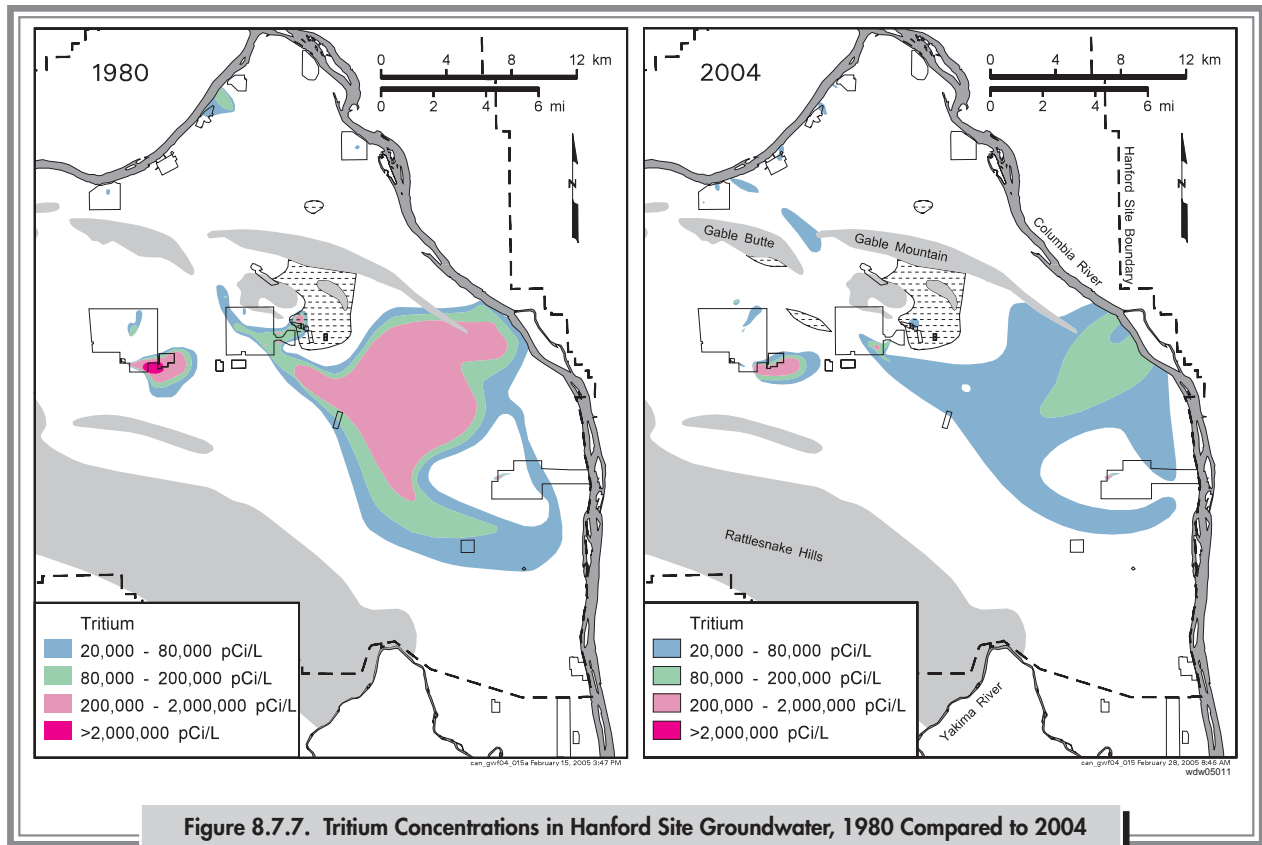 1980
0 4 8 12 km
0 2 4 6 mi
N
Tritium
20,000 - 80,000 pCi/L
80,000 - 200,000 pCi/L
200,000 - 2,000,000 pCi/L
>2,000,000 pCi/L
can_gwf04_015a February 15, 2005 3:47 PM
2004
0 4 8 12 km
0 2 4 6 mi
N
Hanford Site Boundary
Columbia River
Gable Butte
Gable Mountain
Rattlesnake Hills
Yakima River
Tritium
20,000 - 80,000 pCi/L
80,000 - 200,000 pCi/L
200,000 - 2,000,000 pCi/L
>2,000,000 pCi/L
can_gwf04_015 February 28, 2005 8:46 AM
wdw05011
Figure 8.7.7. Tritium Concentrations in Hanford Site Groundwater, 1980 Compared to 2004